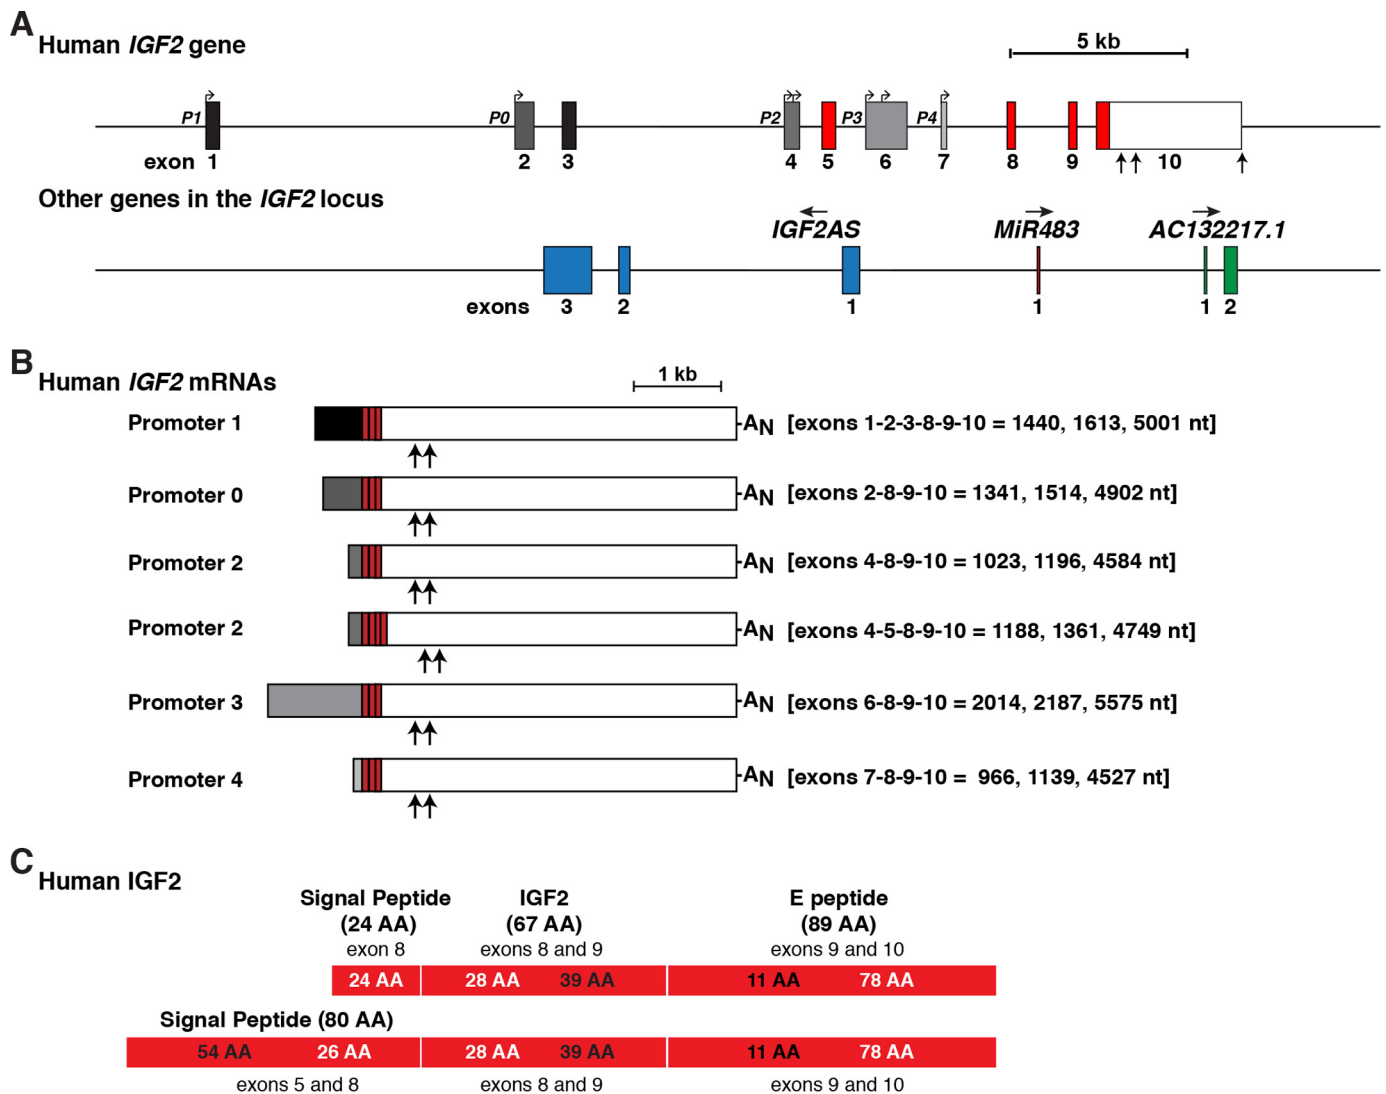 A
Human IGF2 gene
5 kb
P1
P0
P2
P3
P4
exon 1 2 3 4 5 6 7 8 9 10
Other genes in the IGF2 locus
IGF2AS MiR483 AC132217.1
exons 3 2 1 1 1 2
B
Human IGF2 mRNAs
1 kb
Promoter 1 AN [exons 1-2-3-8-9-10 = 1440, 1613, 5001 nt]
Promoter 0 AN [exons 2-8-9-10 = 1341, 1514, 4902 nt]
Promoter 2 AN [exons 4-8-9-10 = 1023, 1196, 4584 nt]
Promoter 2 AN [exons 4-5-8-9-10 = 1188, 1361, 4749 nt]
Promoter 3 AN [exons 6-8-9-10 = 2014, 2187, 5575 nt]
Promoter 4 AN [exons 7-8-9-10 = 966, 1139, 4527 nt]
C
Human IGF2
Signal Peptide IGF2 E peptide
(24 AA) (67 AA) (89 AA)
exon 8 exons 8 and 9 exons 9 and 10
24 AA 28 AA 39 AA 11 AA 78 AA
Signal Peptide (80 AA)
54 AA 26 AA 28 AA 39 AA 11 AA 78 AA
exons 5 and 8 exons 8 and 9 exons 9 and 10